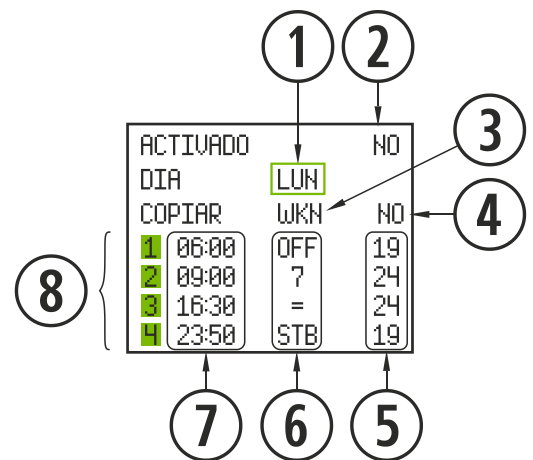 1 2
3
ACTIVADO NO
DIA LUN
COPIAR WKN NO
4
1 06:00 OFF 19
2 09:00 7 24
3 16:30 = 24
4 23:50 STB 19
8
7 6 5